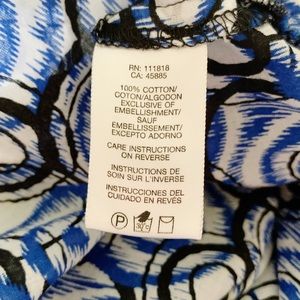 RN: 111818
CA: 45885
100% COTTON/
COTON/ALGODON
EXCLUSIVE OF
EMBELLISHMENT/
SAUF
EMBELLISSEMENT/
EXCEPTO ADORNO
CARE INSTRUCTIONS
ON REVERSE
INSTRUCTIONS DE
SOIN SUR L'INVERSE
INSTRUCCIONES DEL
CUIDADO EN REVÉS
P